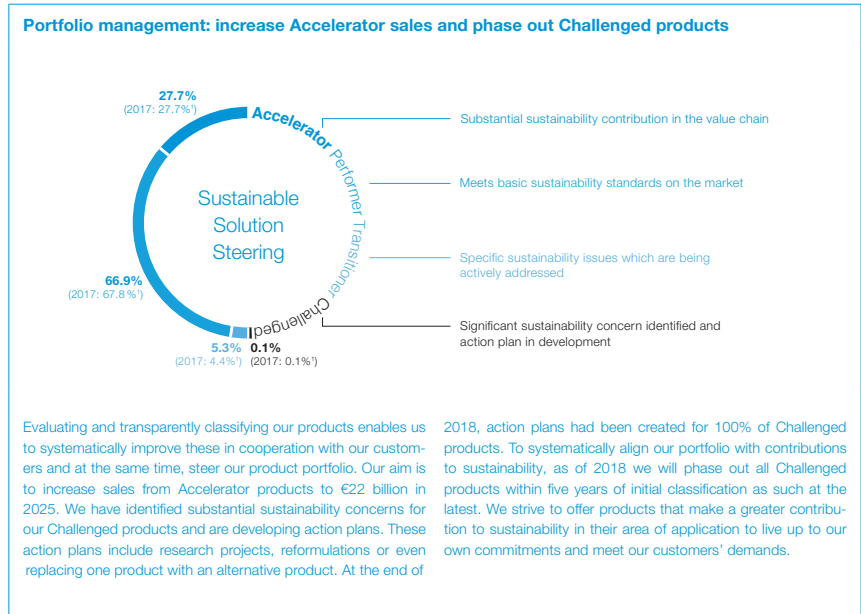 Portfolio management: increase Accelerator sales and phase out Challenged products
27.7%
(2017: 27.7%¹)
66.9%
(2017: 67.8%¹)
5.3%
(2017: 4.4%¹)
0.1%
(2017: 0.1%¹)
Sustainable
Solution
Steering
Accelerator
Performer
Transitioner
Challenged
Substantial sustainability contribution in the value chain
Meets basic sustainability standards on the market
Specific sustainability issues which are being
actively addressed
Significant sustainability concern identified and
action plan in development
Evaluating and transparently classifying our products enables us
to systematically improve these in cooperation with our custom-
ers and at the same time, steer our product portfolio. Our aim is
to increase sales from Accelerator products to €22 billion in
2025. We have identified substantial sustainability concerns for
our Challenged products and are developing action plans. These
action plans include research projects, reformulations or even
replacing one product with an alternative product. At the end of
2018, action plans had been created for 100% of Challenged
products. To systematically align our portfolio with contributions
to sustainability, as of 2018 we will phase out all Challenged
products within five years of initial classification as such at the
latest. We strive to offer products that make a greater contribu-
tion to sustainability in their area of application to live up to our
own commitments and meet our customers’ demands.